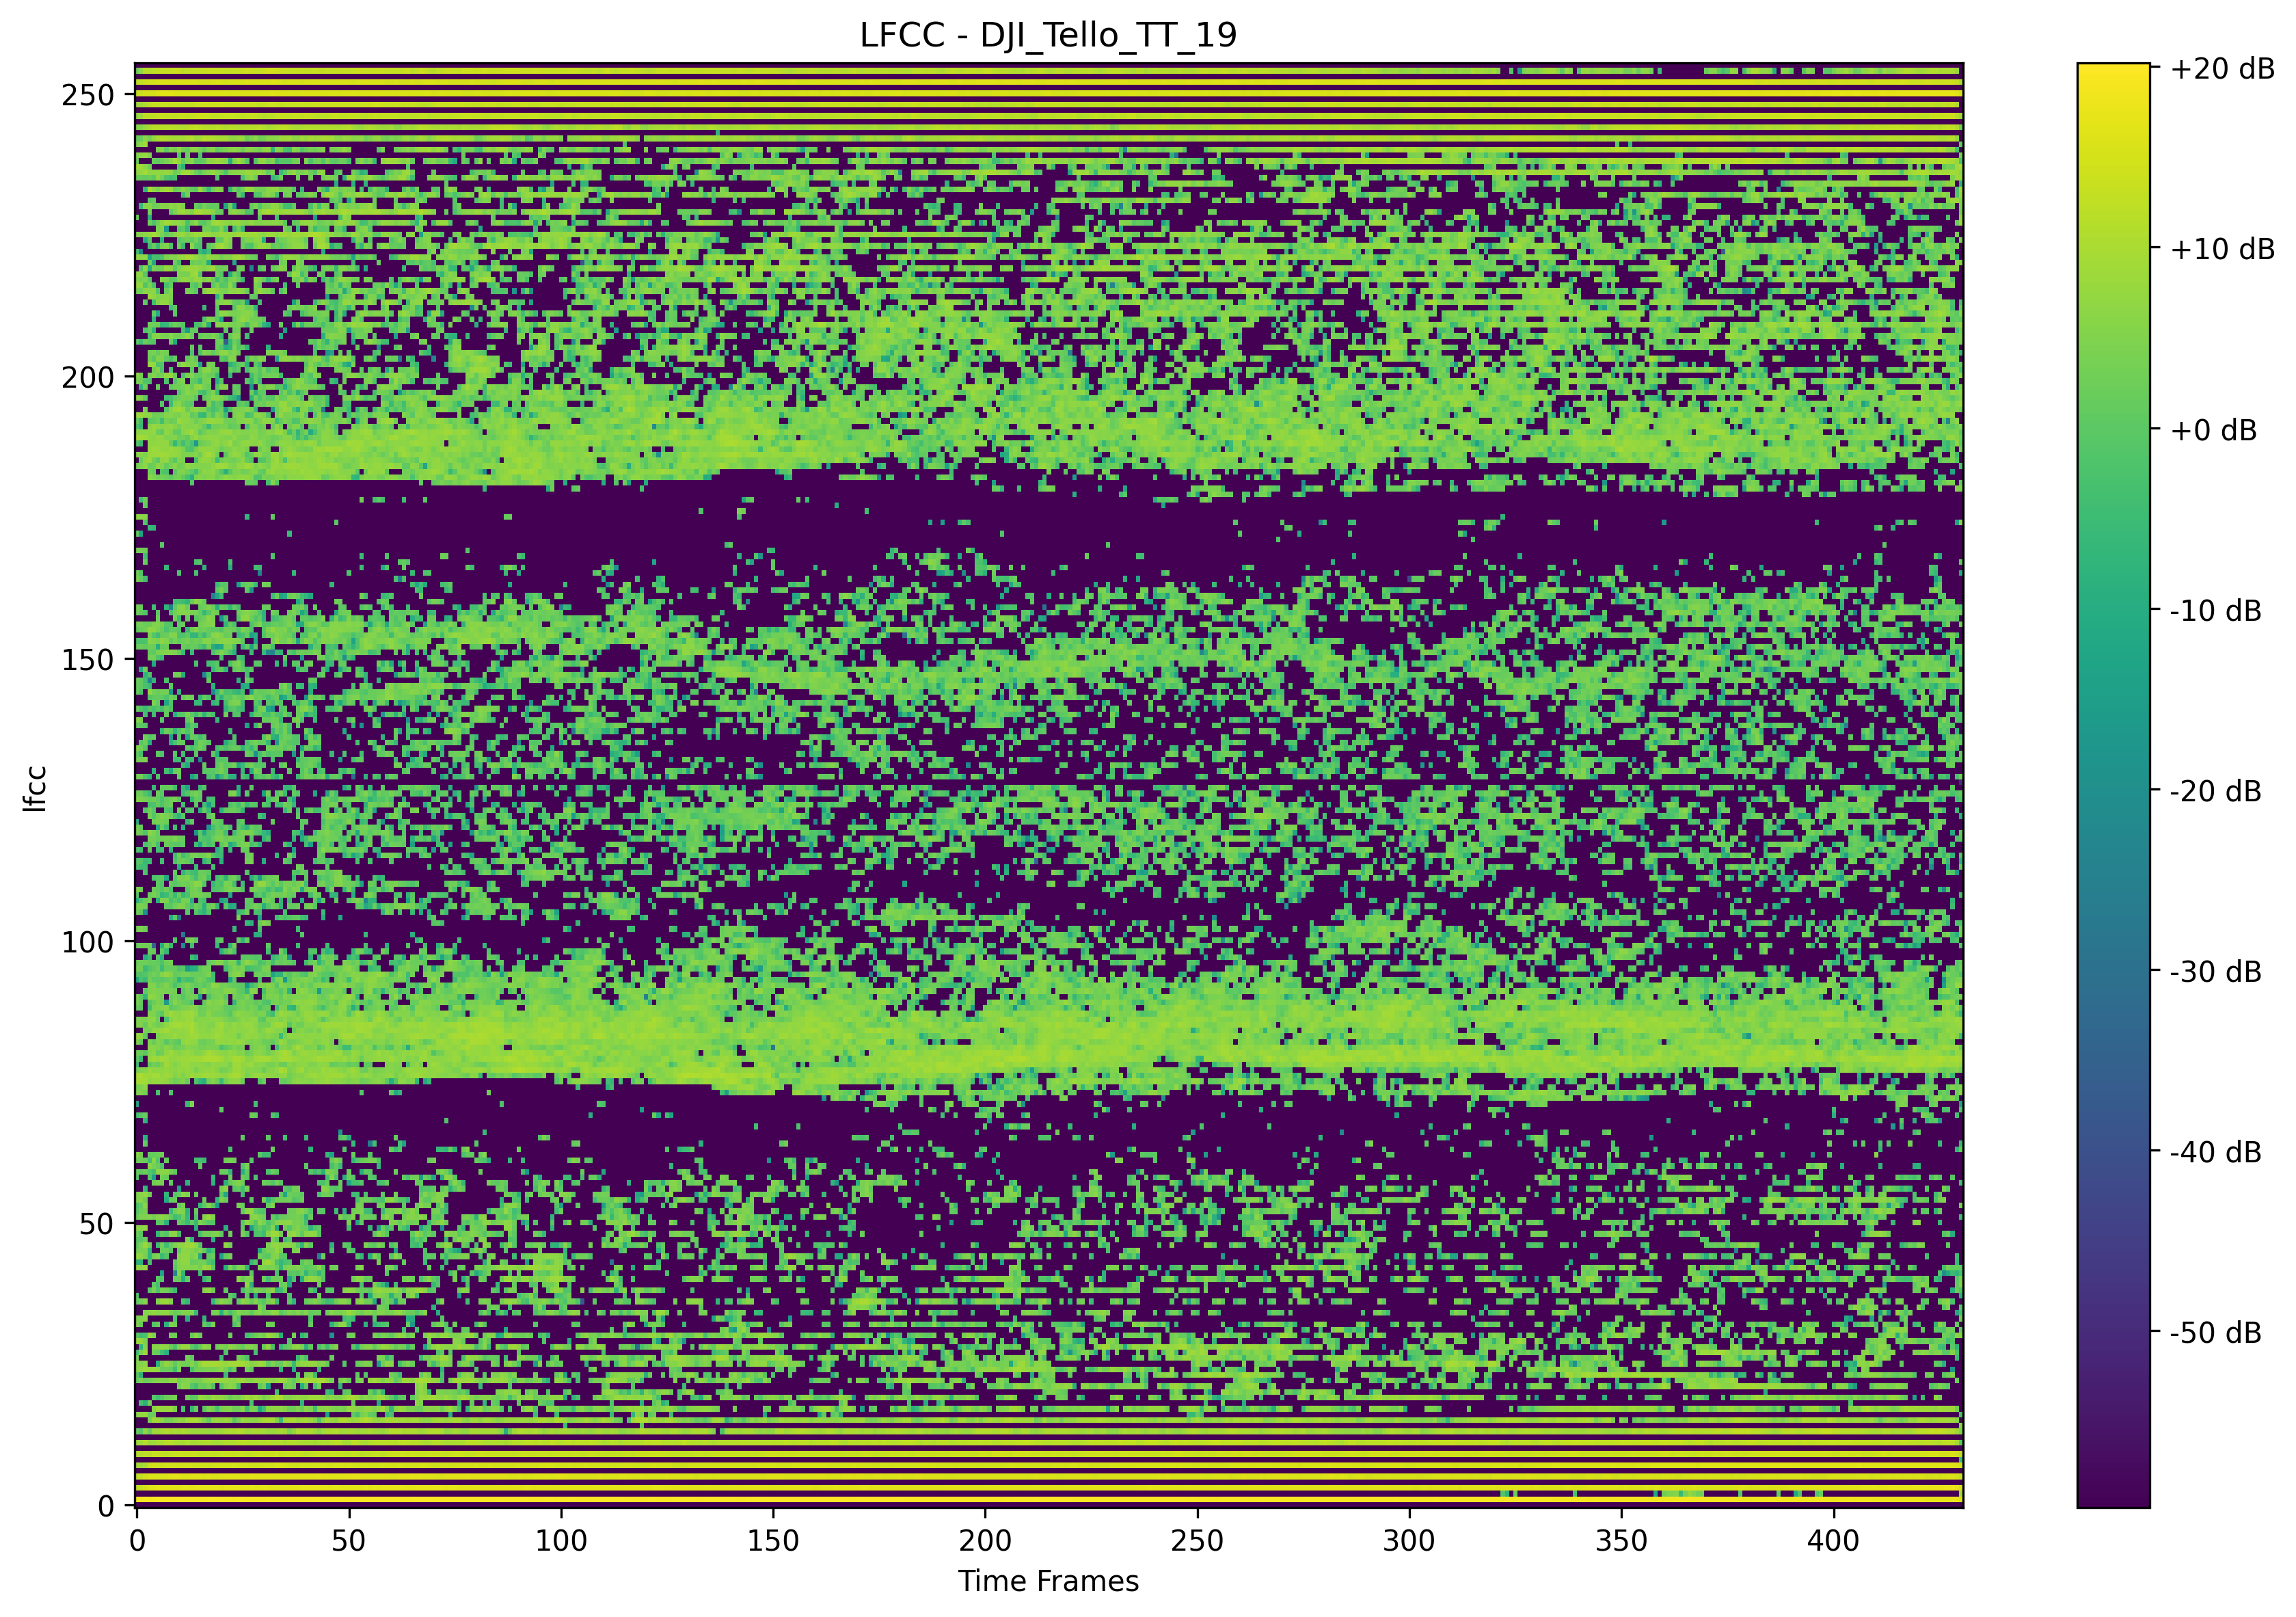 LFCC - DJI_Tello_TT_19
250
200
150
100
50
0
lfcc
0 50 100 150 200 250 300 350 400
Time Frames
+20 dB
+10 dB
+0 dB
-10 dB
-20 dB
-30 dB
-40 dB
-50 dB